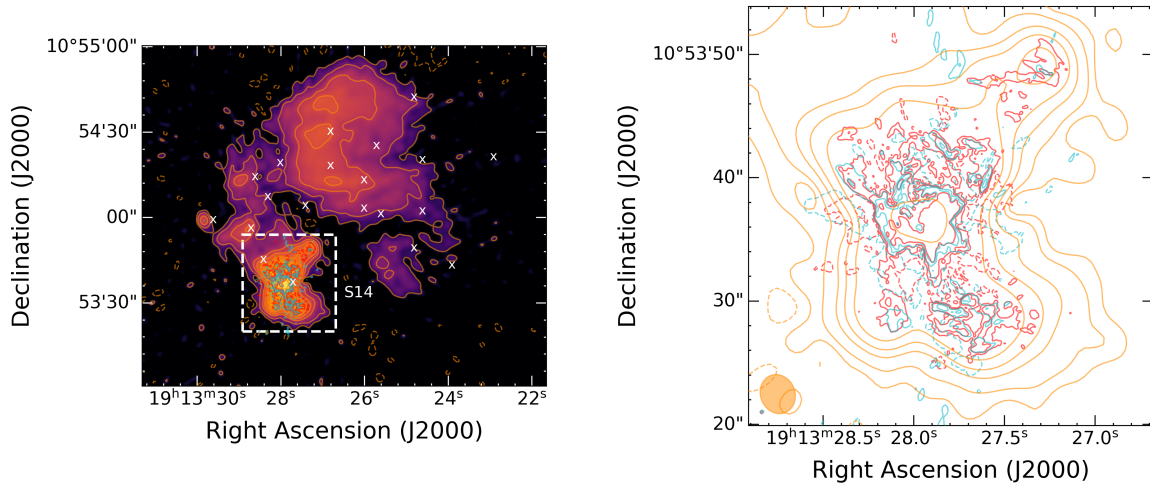 10°55'00"
54'30"
00"
53'30"
Declination (J2000)
x x x x x x x x x x x x x x x x x x x x
S14
19ʰ13ᵐ30ˢ 28ˢ 26ˢ 24ˢ 22ˢ
Right Ascension (J2000)
10°53'50"
40"
30"
20"
Declination (J2000)
19ʰ13ᵐ28.5ˢ 28.0ˢ 27.5ˢ 27.0ˢ
Right Ascension (J2000)